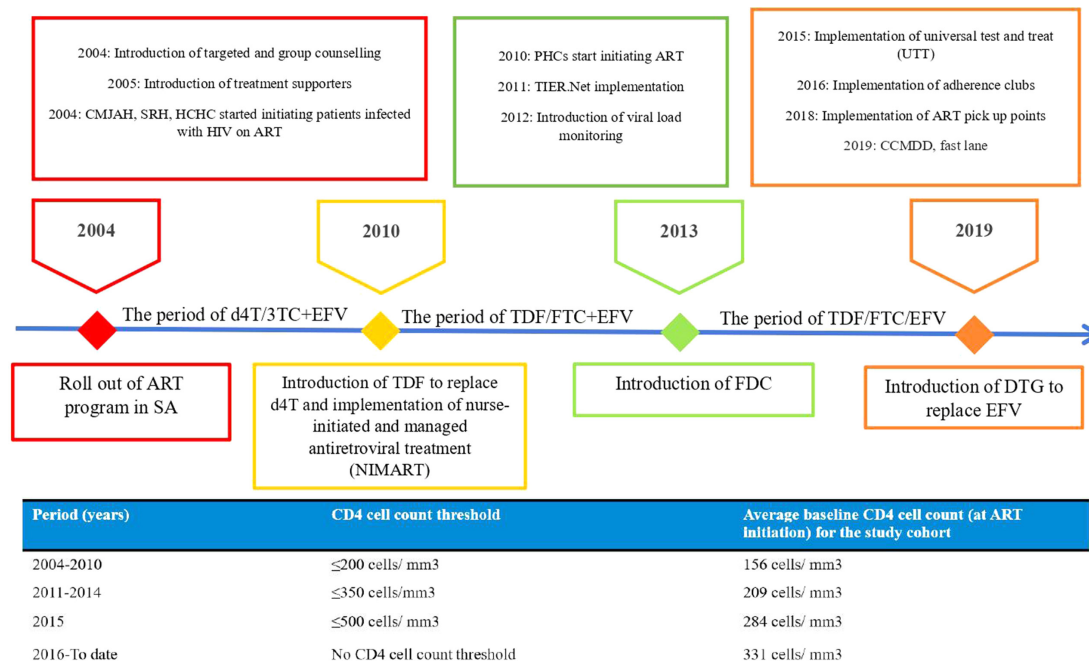 2004: Introduction of targeted and group counselling
2005: Introduction of treatment supporters
2004: CMJAH, SRH, HCHC started initiating patients infected
with HIV on ART
2010: PHCs start initiating ART
2011: TIER.Net implementation
2012: Introduction of viral load
monitoring
2015: Implementation of universal test and treat
(UTT)
2016: Implementation of adherence clubs
2018: Implementation of ART pick up points
2019: CCMDD, fast lane
2004
2010
2013
2019
The period of d4T/3TC+EFV
The period of TDF/FTC+EFV
The period of TDF/FTC/EFV
Roll out of ART
program in SA
Introduction of TDF to replace
d4T and implementation of nurse-
initiated and managed
antiretroviral treatment
(NIMART)
Introduction of FDC
Introduction of DTG to
replace EFV
Period (years) CD4 cell count threshold Average baseline CD4 cell count (at ART
initiation) for the study cohort
2004-2010 ≤200 cells/ mm3 156 cells/ mm3
2011-2014 ≤350 cells/mm3 209 cells/ mm3
2015 ≤500 cells/ mm3 284 cells/ mm3
2016-To date No CD4 cell count threshold 331 cells/ mm3